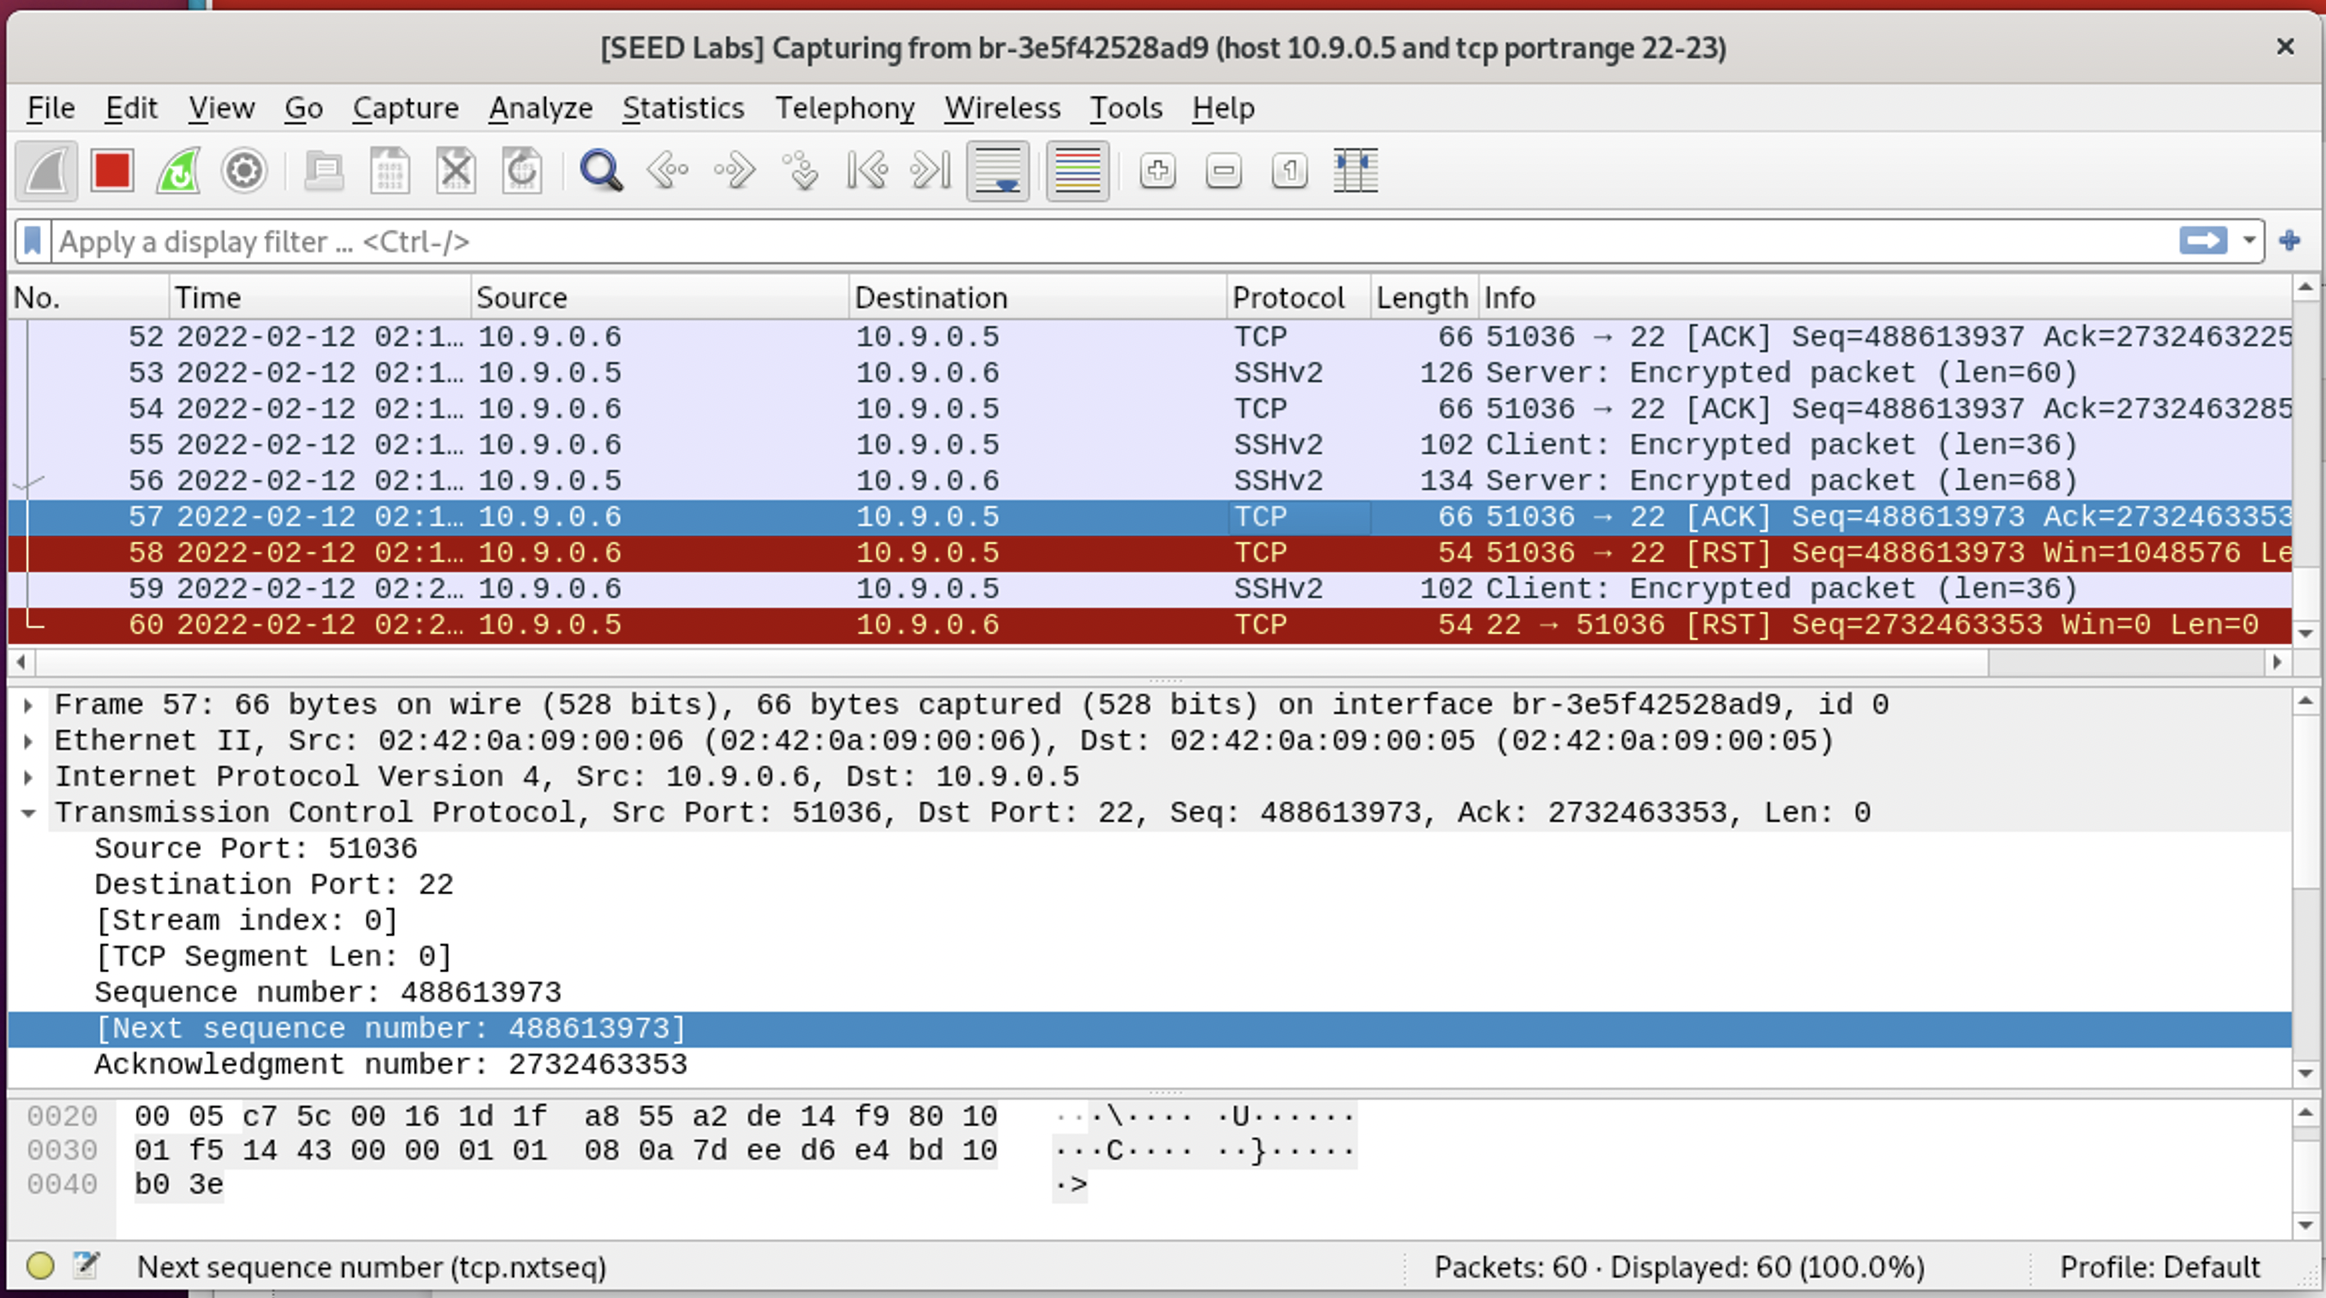 [SEED Labs] Capturing from br-3e5f42528ad9 (host 10.9.0.5 and tcp portrange 22-23)
File Edit View Go Capture Analyze Statistics Telephony Wireless Tools Help
Apply a display filter ... <Ctrl-/>
No. Time Source Destination Protocol Length Info
52 2022-02-12 02:1… 10.9.0.6 10.9.0.5 TCP 66 51036 → 22 [ACK] Seq=488613937 Ack=2732463225
53 2022-02-12 02:1… 10.9.0.5 10.9.0.6 SSHv2 126 Server: Encrypted packet (len=60)
54 2022-02-12 02:1… 10.9.0.6 10.9.0.5 TCP 66 51036 → 22 [ACK] Seq=488613937 Ack=2732463285
55 2022-02-12 02:1… 10.9.0.6 10.9.0.5 SSHv2 102 Client: Encrypted packet (len=36)
56 2022-02-12 02:1… 10.9.0.5 10.9.0.6 SSHv2 134 Server: Encrypted packet (len=68)
57 2022-02-12 02:1… 10.9.0.6 10.9.0.5 TCP 66 51036 → 22 [ACK] Seq=488613973 Ack=2732463353
58 2022-02-12 02:1… 10.9.0.6 10.9.0.5 TCP 54 51036 → 22 [RST] Seq=488613973 Win=1048576 Le
59 2022-02-12 02:2… 10.9.0.6 10.9.0.5 SSHv2 102 Client: Encrypted packet (len=36)
60 2022-02-12 02:2… 10.9.0.5 10.9.0.6 TCP 54 22 → 51036 [RST] Seq=2732463353 Win=0 Len=0
Frame 57: 66 bytes on wire (528 bits), 66 bytes captured (528 bits) on interface br-3e5f42528ad9, id 0
Ethernet II, Src: 02:42:0a:09:00:06 (02:42:0a:09:00:06), Dst: 02:42:0a:09:00:05 (02:42:0a:09:00:05)
Internet Protocol Version 4, Src: 10.9.0.6, Dst: 10.9.0.5
Transmission Control Protocol, Src Port: 51036, Dst Port: 22, Seq: 488613973, Ack: 2732463353, Len: 0
Source Port: 51036
Destination Port: 22
[Stream index: 0]
[TCP Segment Len: 0]
Sequence number: 488613973
[Next sequence number: 488613973]
Acknowledgment number: 2732463353
0020 00 05 c7 5c 00 16 1d 1f a8 55 a2 de 14 f9 80 10 ···\···· ·U······
0030 01 f5 14 43 00 00 01 01 08 0a 7d ee d6 e4 bd 10 ···C···· ··}·····
0040 b0 3e ·>
Next sequence number (tcp.nxtseq) Packets: 60 · Displayed: 60 (100.0%) Profile: Default